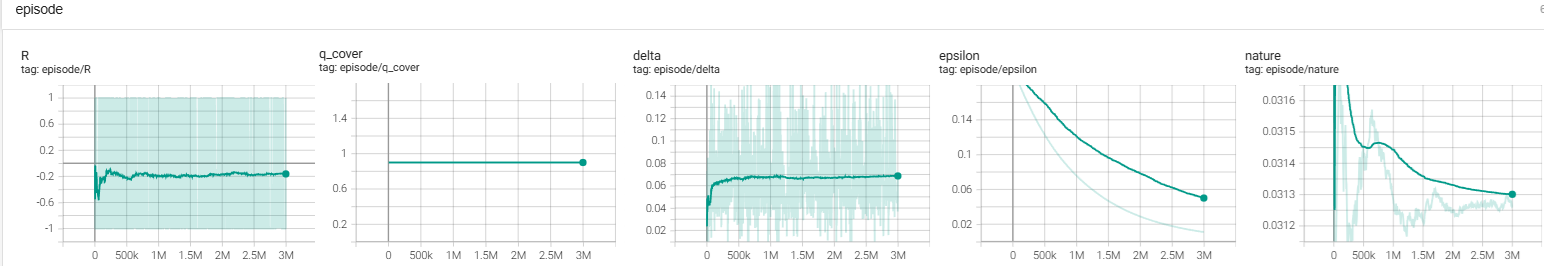 episode
6
R
tag: episode/R
1
0.6
0.2
-0.2
-0.6
-1
0 500k 1M 1.5M 2M 2.5M 3M
q_cover
tag: episode/q_cover
1.4
1
0.6
0.2
0 500k 1M 1.5M 2M 2.5M 3M
delta
tag: episode/delta
0.14
0.12
0.1
0.08
0.06
0.04
0.02
0 500k 1M 1.5M 2M 2.5M 3M
epsilon
tag: episode/epsilon
0.14
0.1
0.06
0.02
0 500k 1M 1.5M 2M 2.5M 3M
nature
tag: episode/nature
0.0316
0.0315
0.0314
0.0313
0.0312
0 500k 1M 1.5M 2M 2.5M 3M